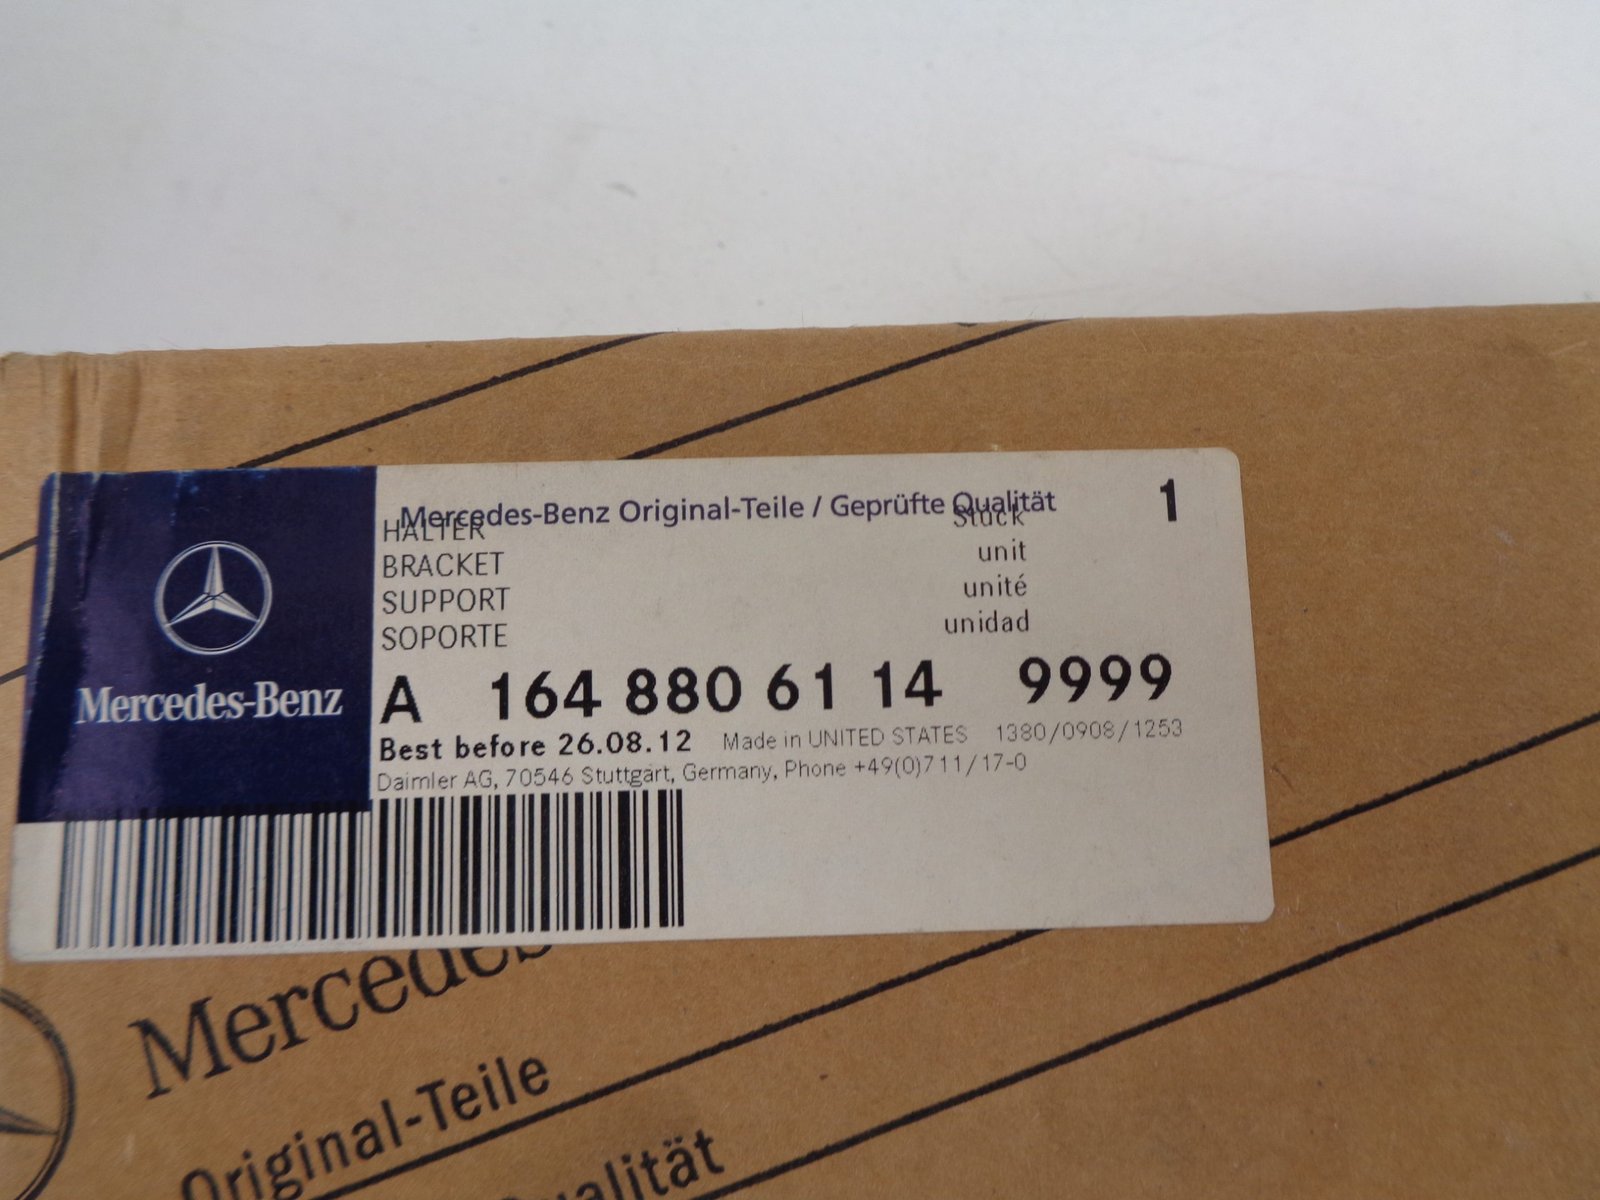 Mercedes-Benz Original-Teile / Geprüfte Qualität 1
HALTER Stück
BRACKET unit
SUPPORT unité
SOPORTE unidad
Mercedes-Benz
A 164 880 61 14 9999
Best before 26.08.12 Made in UNITED STATES 1380/0908/1253
Daimler AG, 70546 Stuttgart, Germany, Phone +49(0)711/17-0
Mercedes
Original-Teile
Qualität